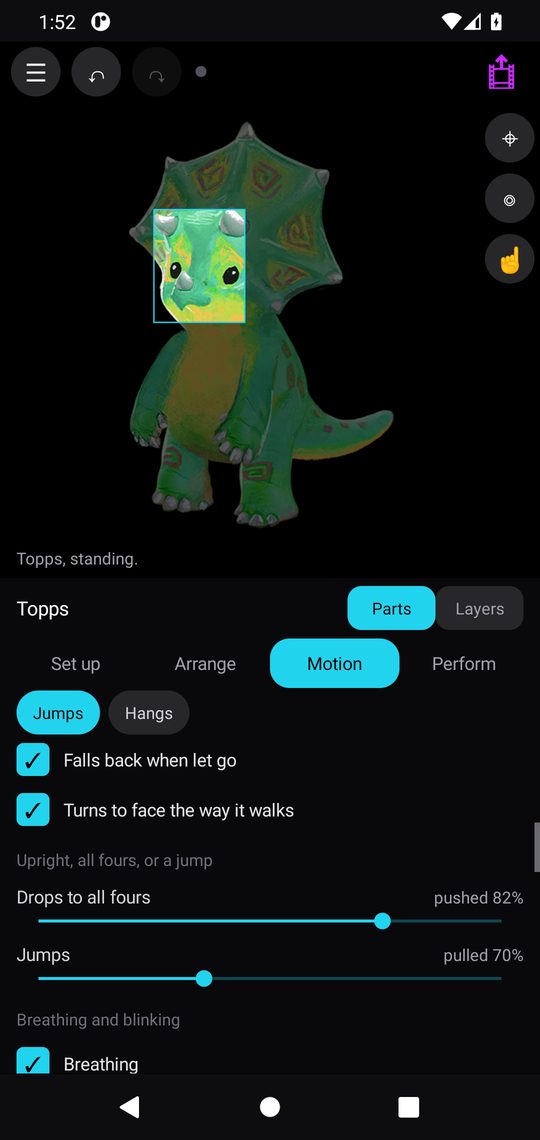 1:52
Topps, standing.
Topps
Parts
Layers
Set up
Arrange
Motion
Perform
Jumps
Hangs
Falls back when let go
Turns to face the way it walks
Upright, all fours, or a jump
Drops to all fours
pushed 82%
Jumps
pulled 70%
Breathing and blinking
Breathing